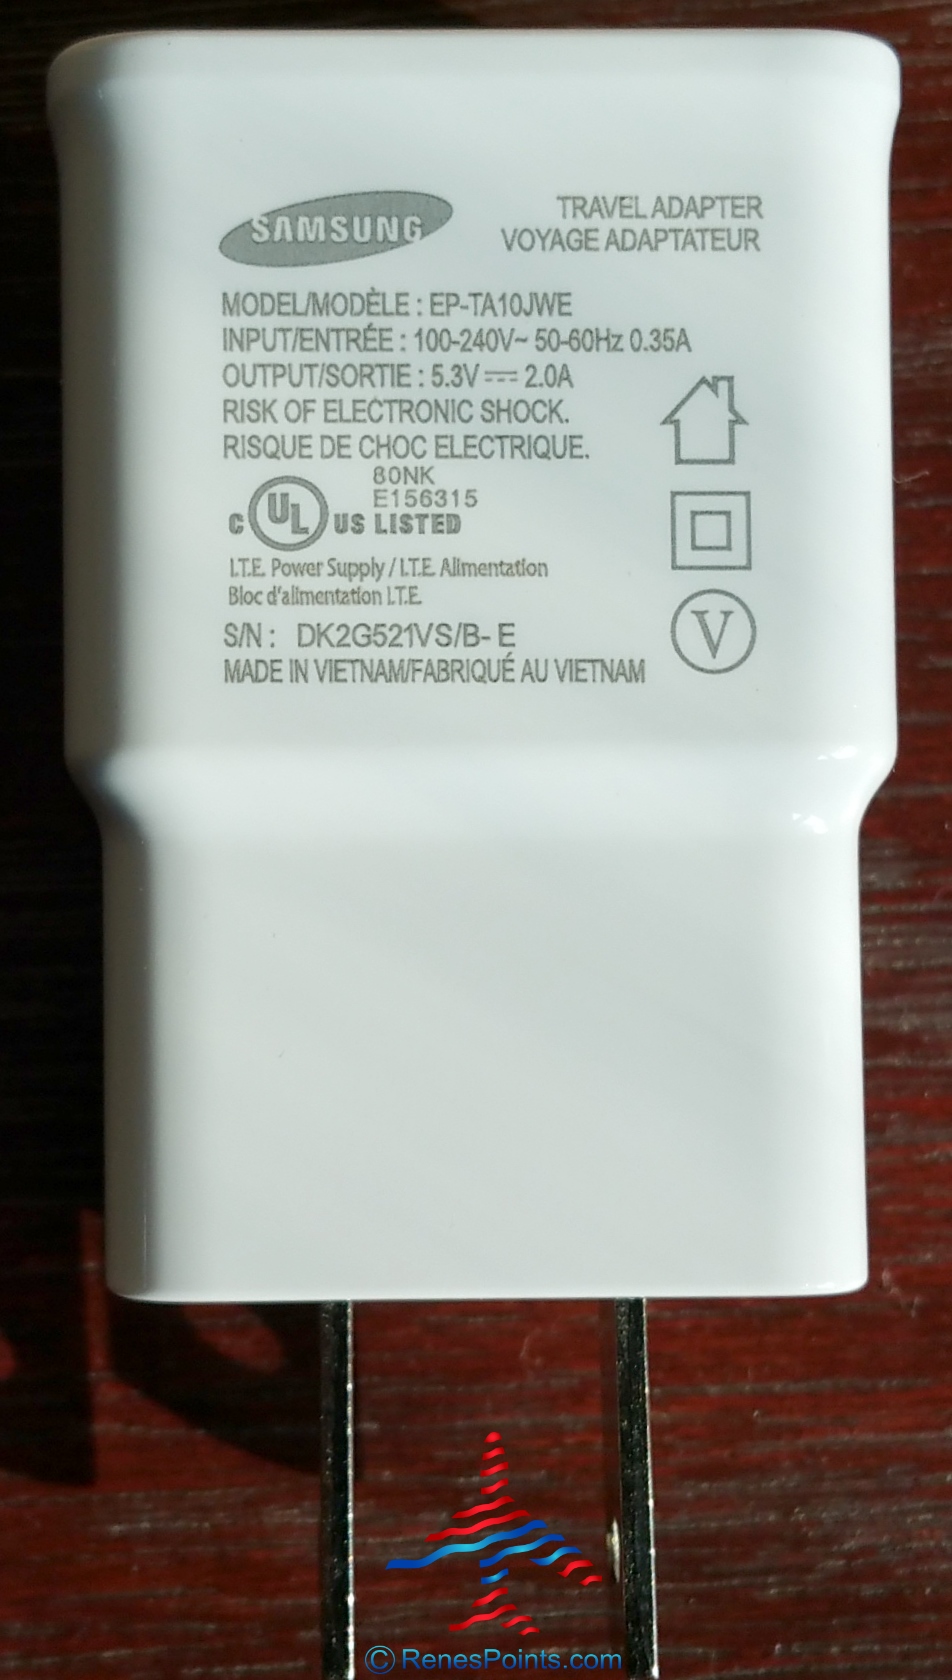 SAMSUNG
TRAVEL ADAPTER
VOYAGE ADAPTATEUR
MODEL/MODÈLE : EP-TA10JWE
INPUT/ENTRÉE : 100-240V~ 50-60Hz 0.35A
OUTPUT/SORTIE : 5.3V ⎓ 2.0A
RISK OF ELECTRONIC SHOCK.
RISQUE DE CHOC ELECTRIQUE.
80NK
E156315
C UL US LISTED
I.T.E. Power Supply / I.T.E. Alimentation
Bloc d'alimentation I.T.E.
S/N : DK2G521VS/B- E
MADE IN VIETNAM/FABRIQUÉ AU VIETNAM
V
© RenesPoints.com